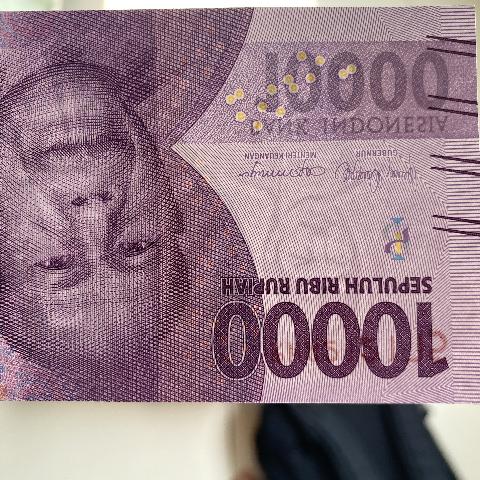 10000
SEPULUH RIBU RUPIAH
GUBERNUR
MENTERI KEUANGAN
BANK INDONESIA
10000